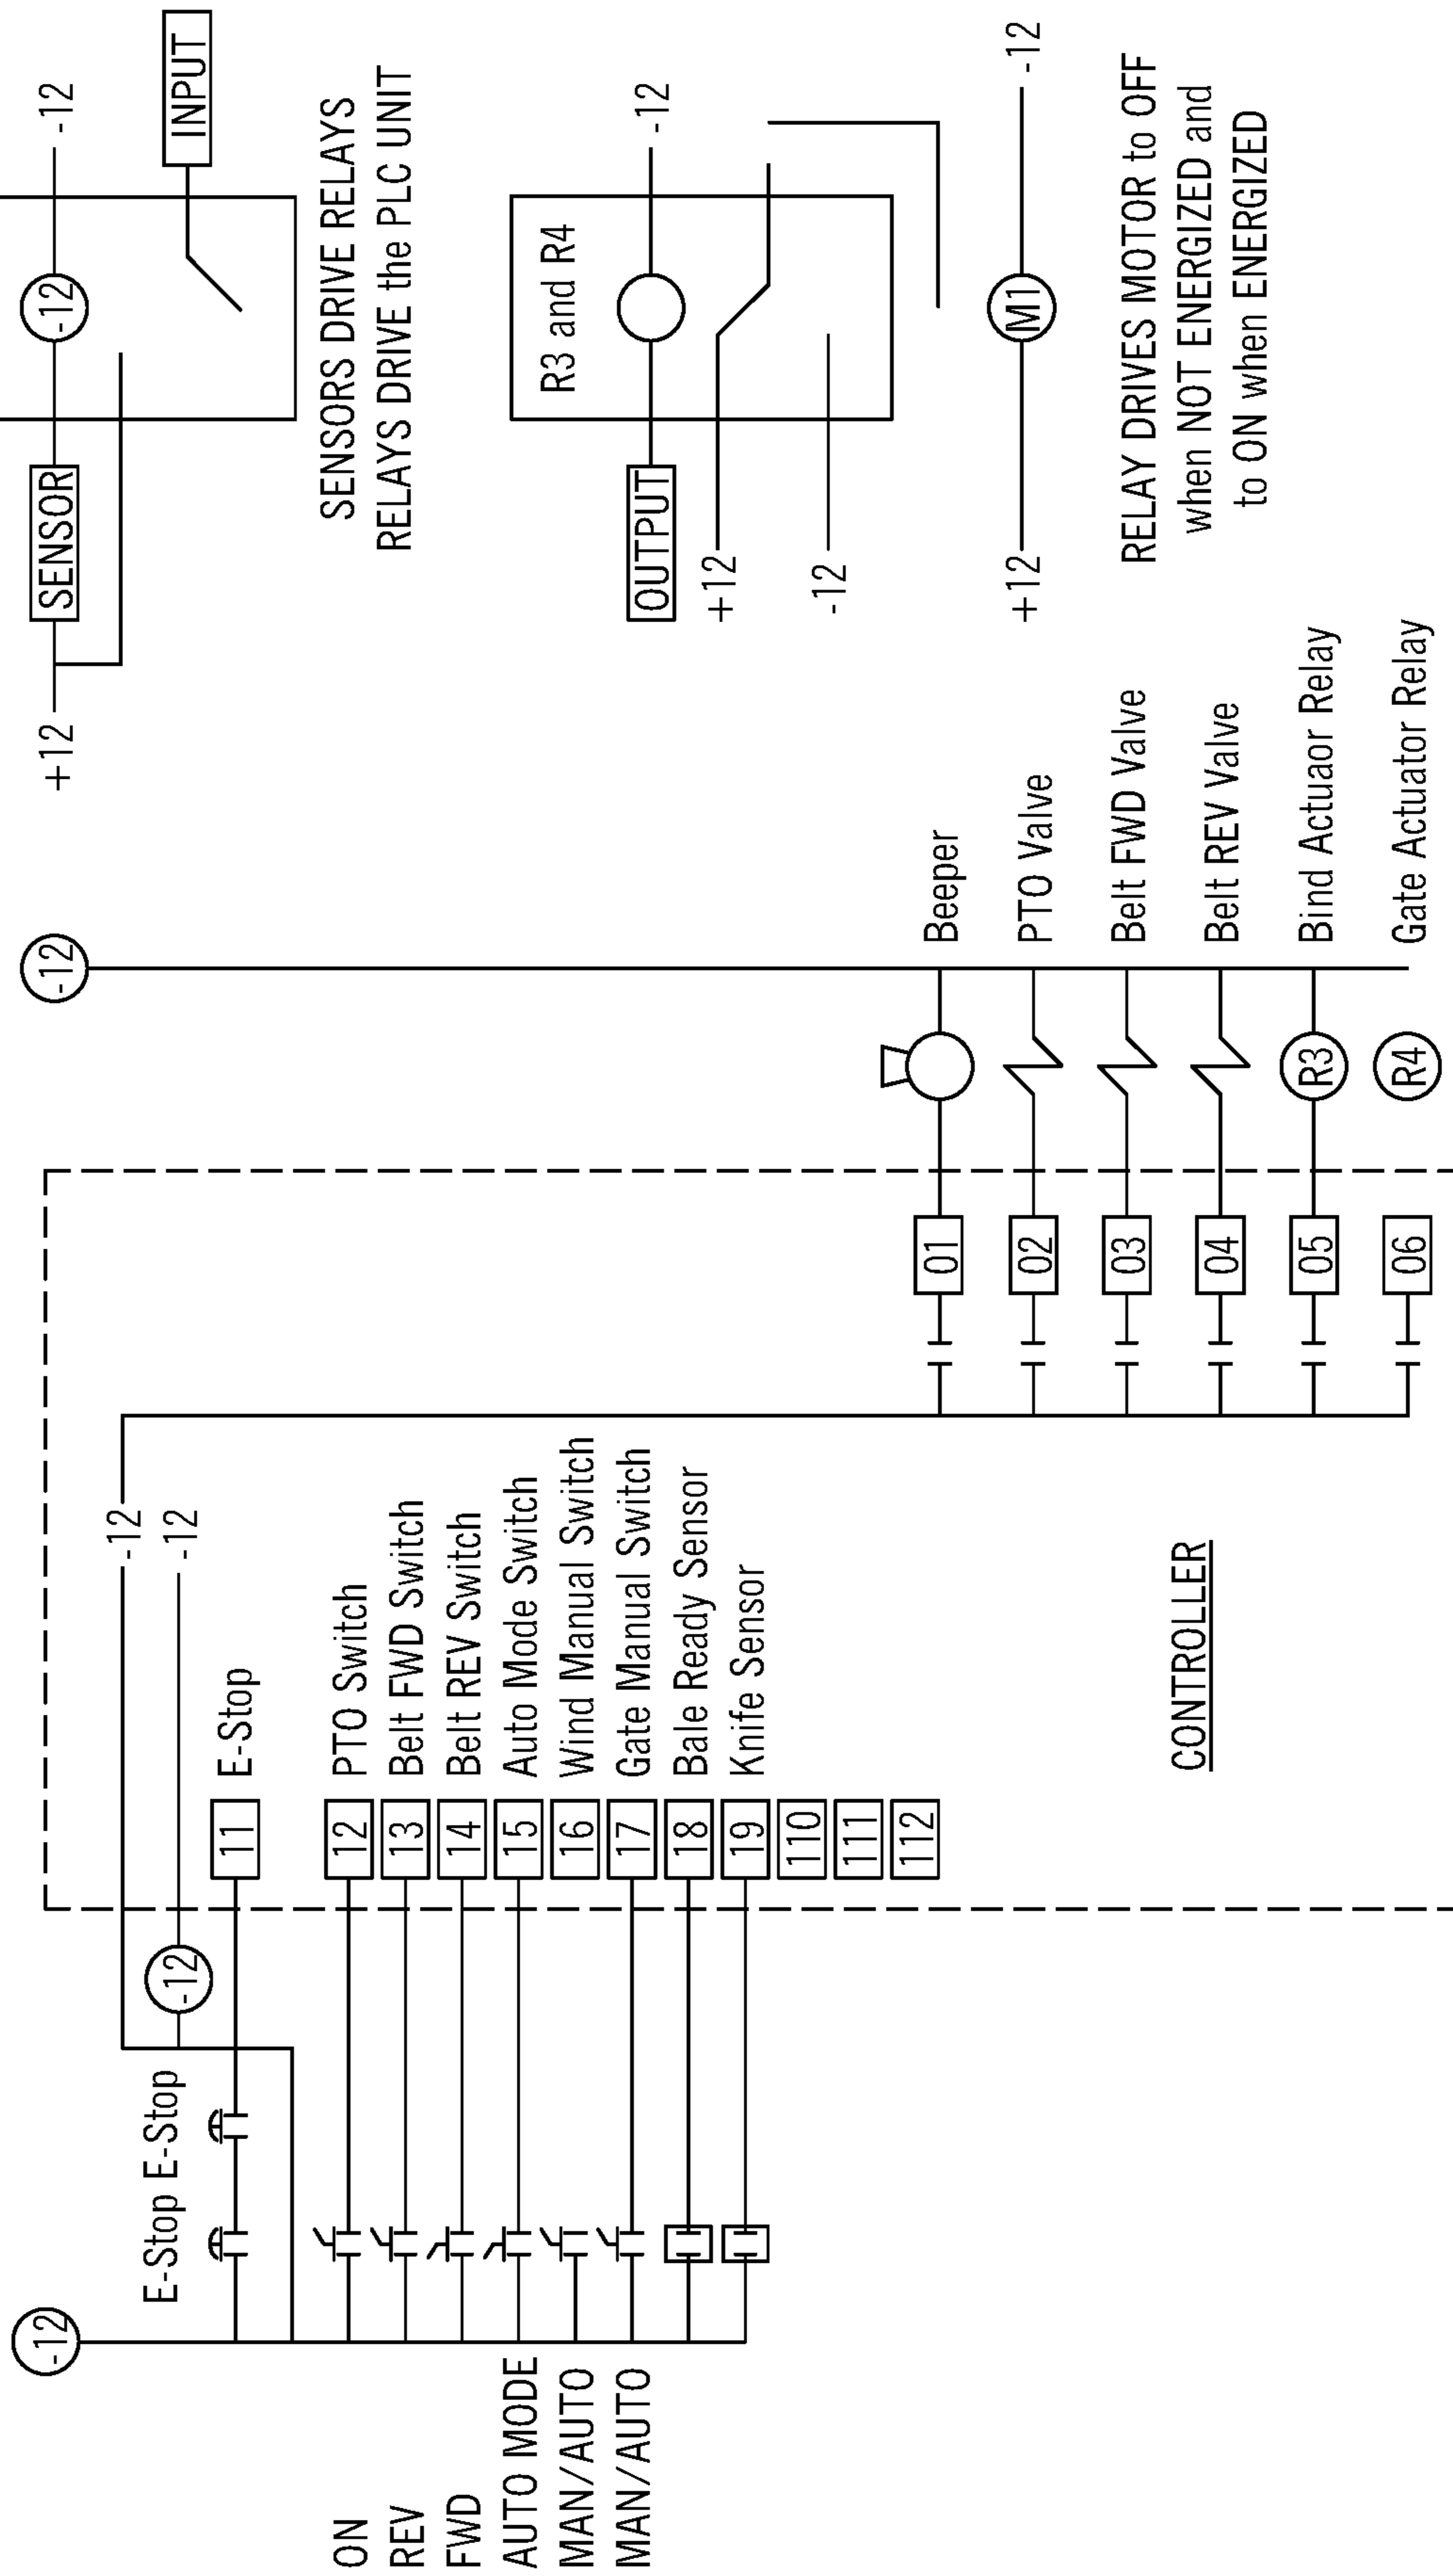 -12
E-Stop E-Stop
-12
-12
-12
11 E-Stop
ON
12 PTO Switch
REV
13 Belt FWD Switch
FWD
14 Belt REV Switch
AUTO MODE
15 Auto Mode Switch
MAN/AUTO
16 Wind Manual Switch
MAN/AUTO
17 Gate Manual Switch
18 Bale Ready Sensor
19 Knife Sensor
110
111
112
CONTROLLER
-12
01 Beeper
02 PTO Valve
03 Belt FWD Valve
04 Belt REV Valve
05 R3 Bind Actuaor Relay
06 R4 Gate Actuator Relay
+12 SENSOR -12 -12
INPUT
SENSORS DRIVE RELAYS
RELAYS DRIVE the PLC UNIT
R3 and R4
OUTPUT -12
+12
-12
+12 M1 -12
RELAY DRIVES MOTOR to OFF
when NOT ENERGIZED and
to ON when ENERGIZED